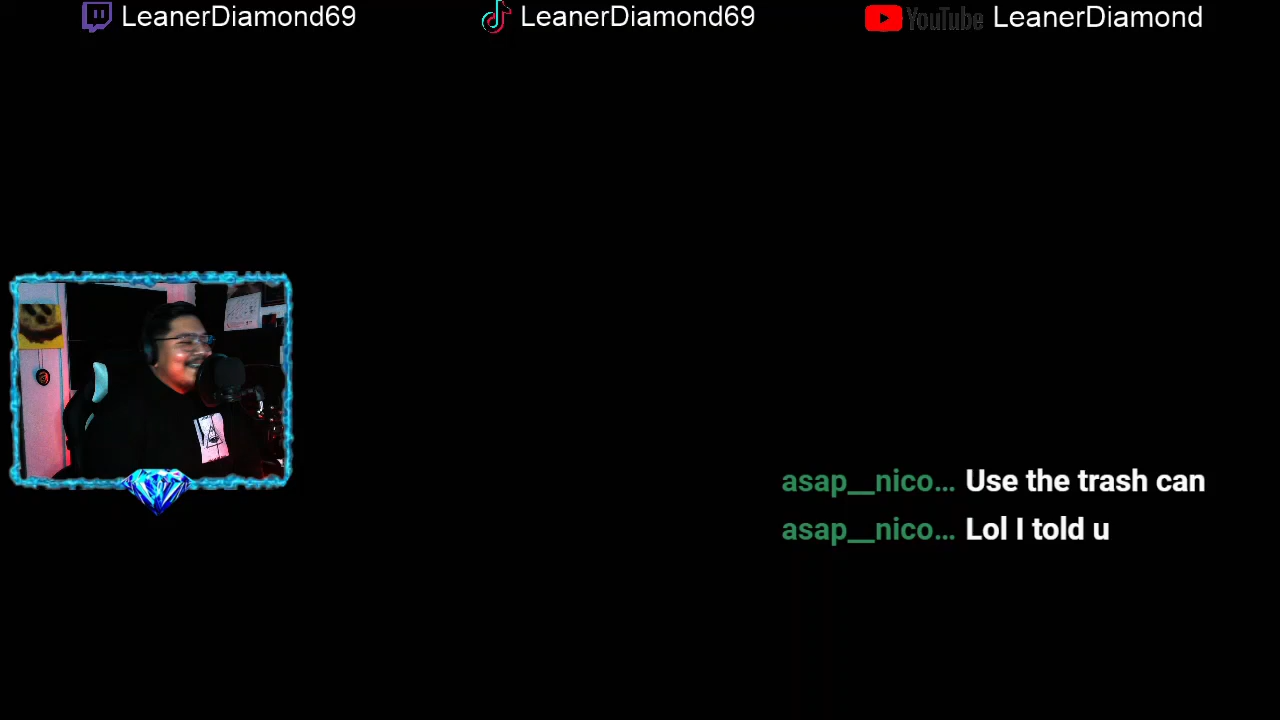 LeanerDiamond69
LeanerDiamond69
YouTube LeanerDiamond
asap__nico… Use the trash can
asap__nico… Lol I told u